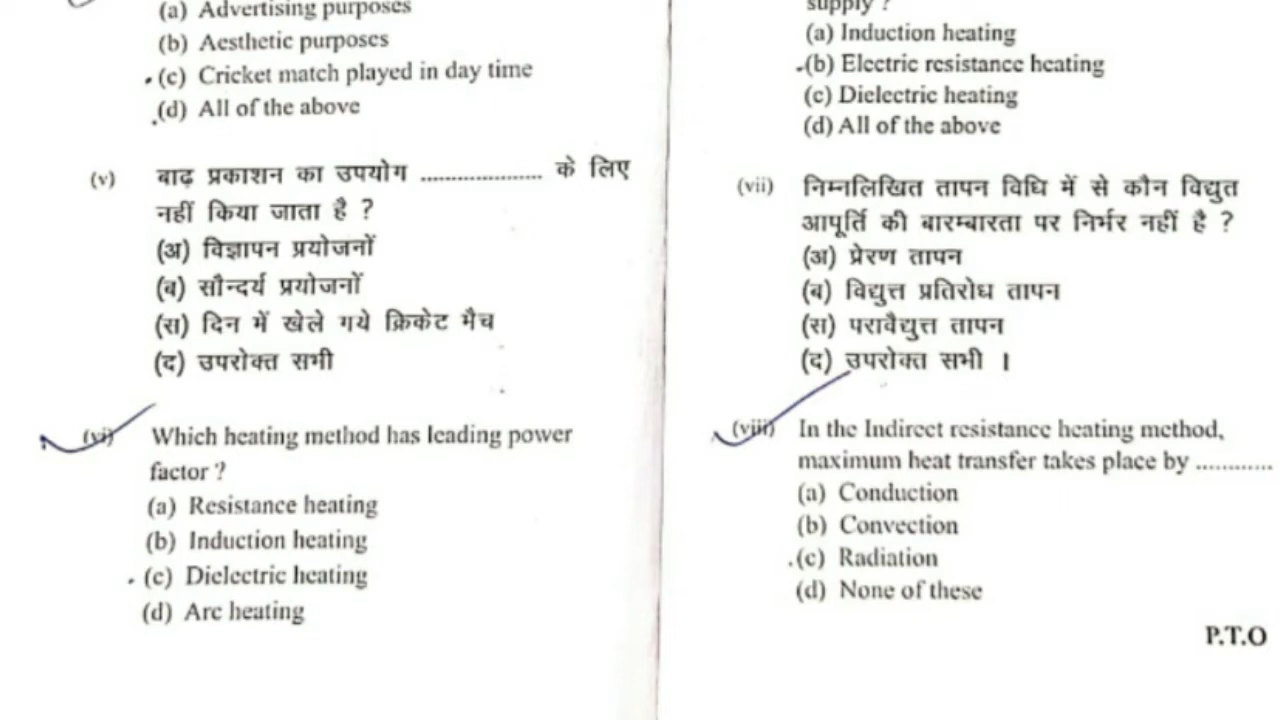 (a) Advertising purposes
(b) Aesthetic purposes
(c) Cricket match played in day time
(d) All of the above
(v) बाढ़ प्रकाशन का उपयोग .................... के लिए
नहीं किया जाता है ?
(अ) विज्ञापन प्रयोजनों
(ब) सौन्दर्य प्रयोजनों
(स) दिन में खेले गये क्रिकेट मैच
(द) उपरोक्त सभी
(vi) Which heating method has leading power
factor ?
(a) Resistance heating
(b) Induction heating
(c) Dielectric heating
(d) Arc heating
supply ?
(a) Induction heating
(b) Electric resistance heating
(c) Dielectric heating
(d) All of the above
(vii) निम्नलिखित तापन विधि में से कौन विद्युत
आपूर्ति की बारम्बारता पर निर्भर नहीं है ?
(अ) प्रेरण तापन
(ब) विद्युत्त प्रतिरोध तापन
(स) परावैद्युत्त तापन
(द) उपरोक्त सभी ।
(viii) In the Indirect resistance heating method,
maximum heat transfer takes place by .............
(a) Conduction
(b) Convection
(c) Radiation
(d) None of these
P.T.O